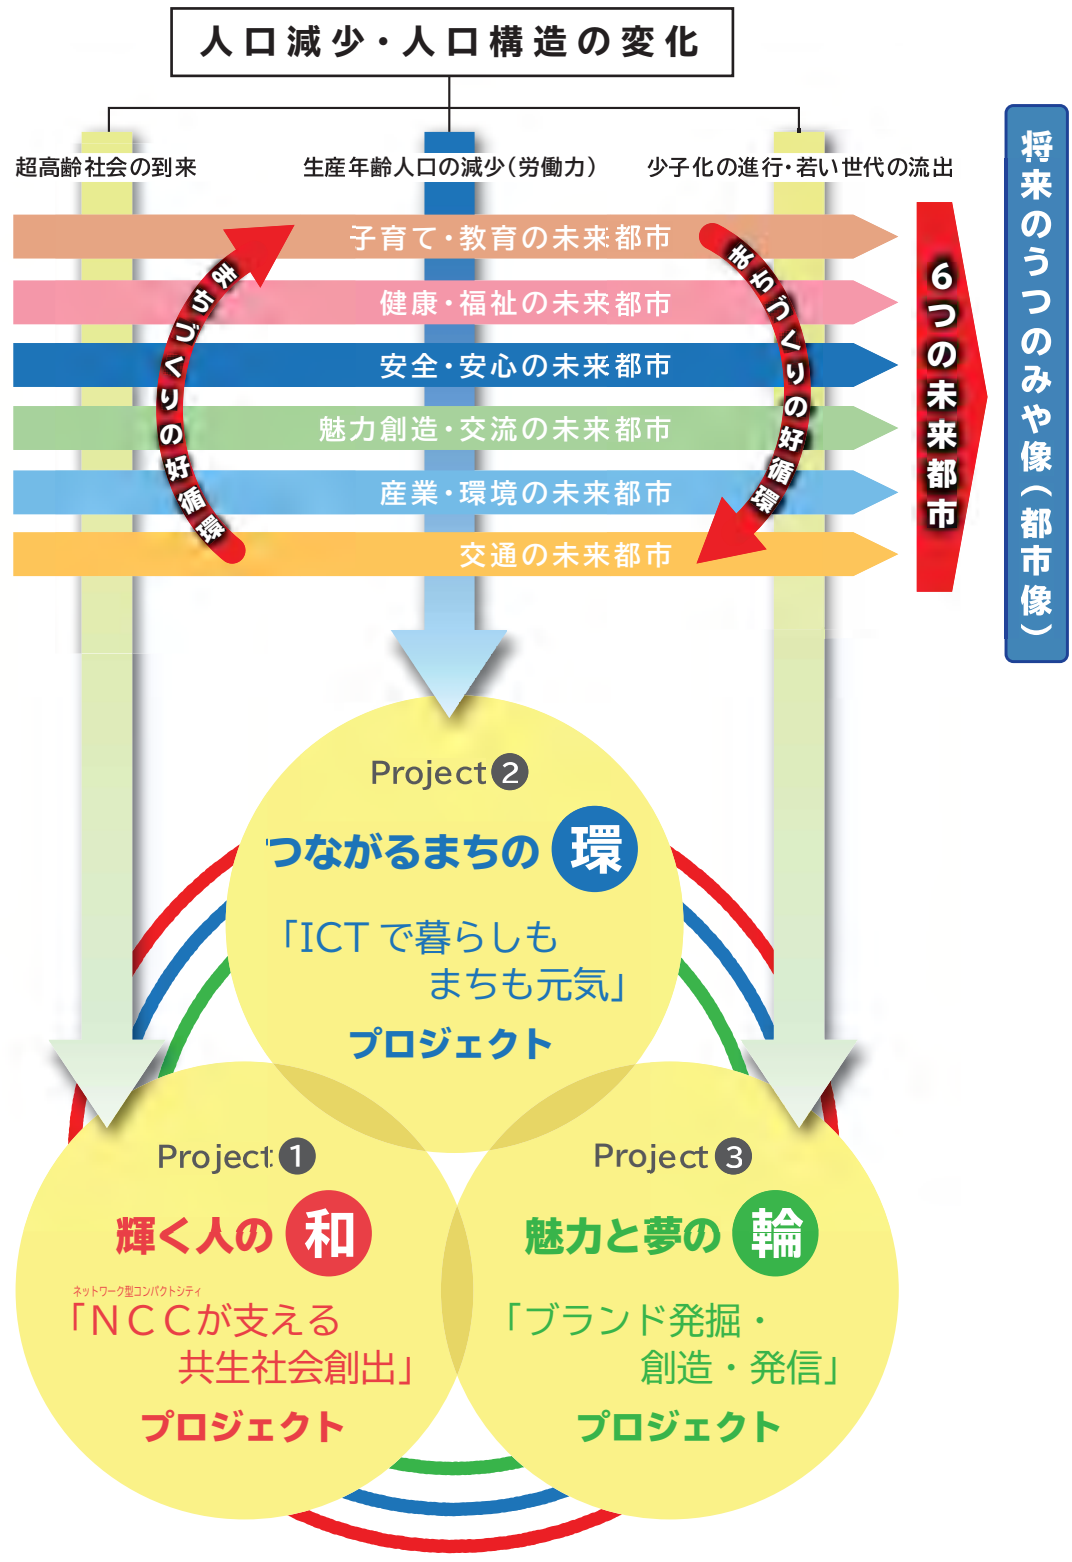 人口減少・人口構造の変化
超高齢社会の到来
生産年齢人口の減少(労働力)
少子化の進行・若い世代の流出
子育て・教育の未来都市
健康・福祉の未来都市
安全・安心の未来都市
魅力創造・交流の未来都市
産業・環境の未来都市
交通の未来都市
まちづくりの好循環
まちづくりの好循環
6つの未来都市
将来のうつのみや像(都市像)
Project 2
つながるまちの 環
「ICTで暮らしも
まちも元気」
プロジェクト
Project 1
輝く人の 和
ネットワーク型コンパクトシティ
「NCCが支える
共生社会創出」
プロジェクト
Project 3
魅力と夢の 輪
「ブランド発掘・
創造・発信」
プロジェクト